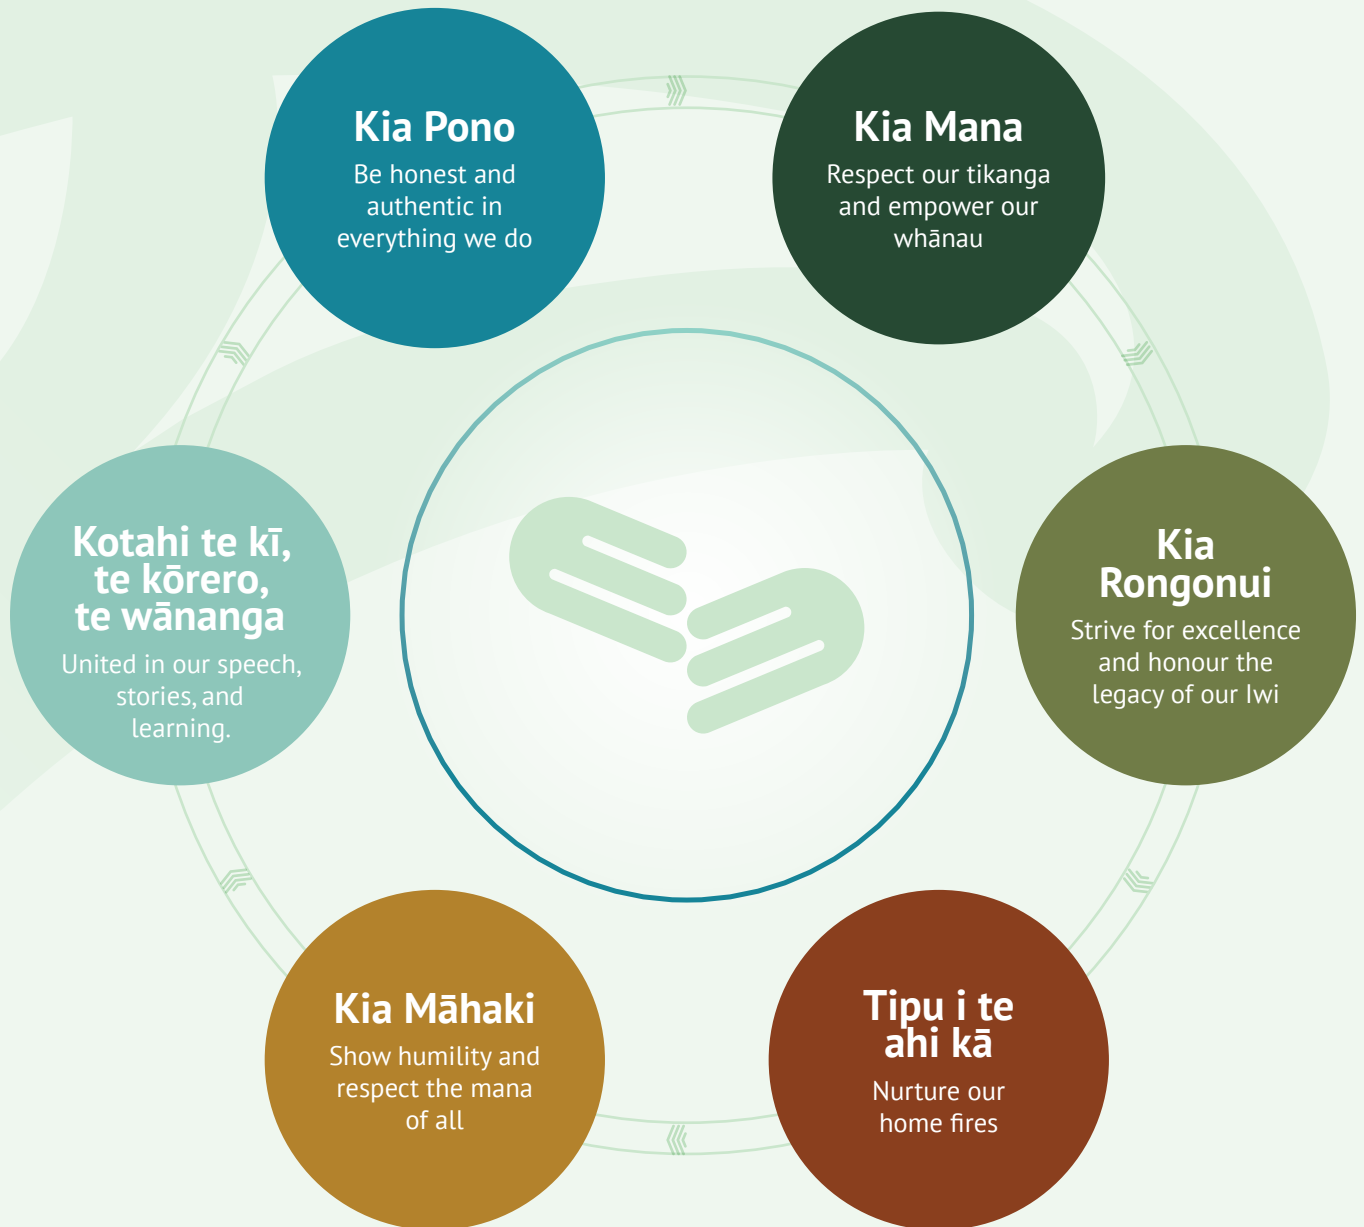 Kia Pono
Be honest and
authentic in
everything we do
Kia Mana
Respect our tikanga
and empower our
whānau
Kotahi te kī,
te kōrero,
te wānanga
United in our speech,
stories, and
learning.
Kia
Rongonui
Strive for excellence
and honour the
legacy of our Iwi
Kia Māhaki
Show humility and
respect the mana
of all
Tipu i te
ahi kā
Nurture our
home fires